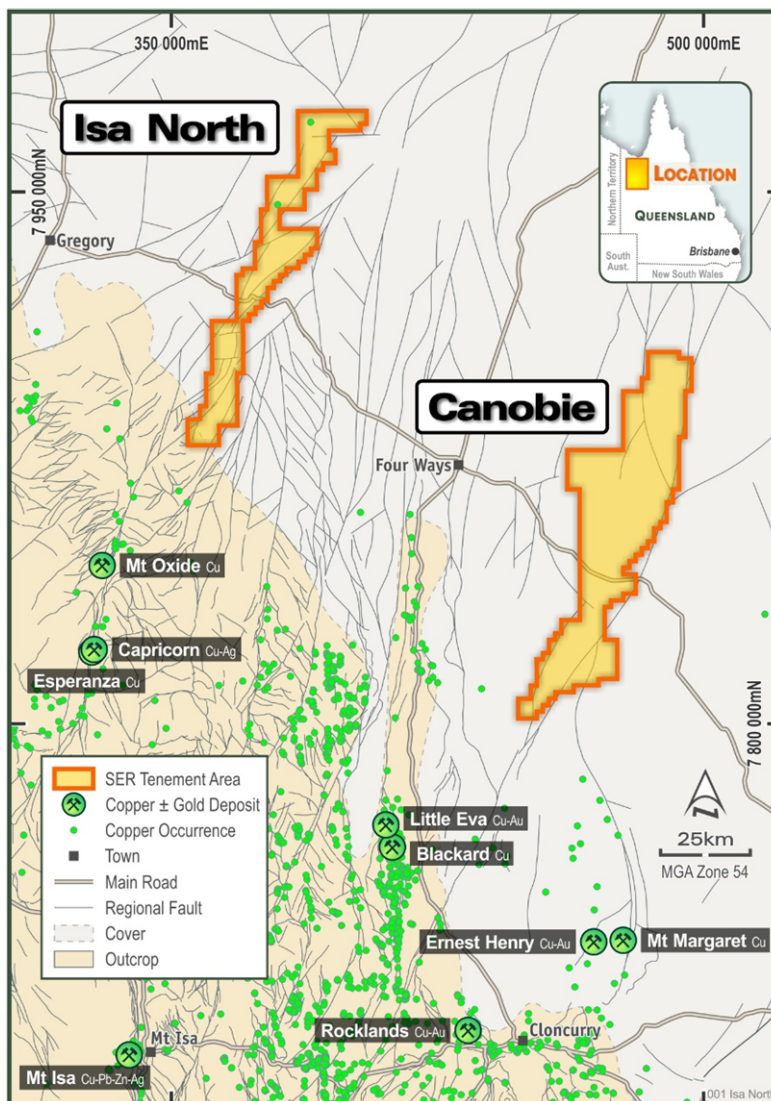 350 000mE
500 000mE
Isa North
7 950 000mN
Gregory
Northern Territory
LOCATION
QUEENSLAND
South
Aust.
Brisbane
New South Wales
Canobie
Four Ways
Mt Oxide Cu
Capricorn Cu-Ag
Esperanza Cu
7 800 000mN
SER Tenement Area
Copper ± Gold Deposit
Copper Occurrence
Town
Main Road
Regional Fault
Cover
Outcrop
Little Eva Cu-Au
Blackard Cu
N
25km
MGA Zone 54
Ernest Henry Cu-Au
Mt Margaret Cu
Rocklands Cu-Au
Cloncurry
Mt Isa
Mt Isa Cu-Pb-Zn-Ag
001 Isa North